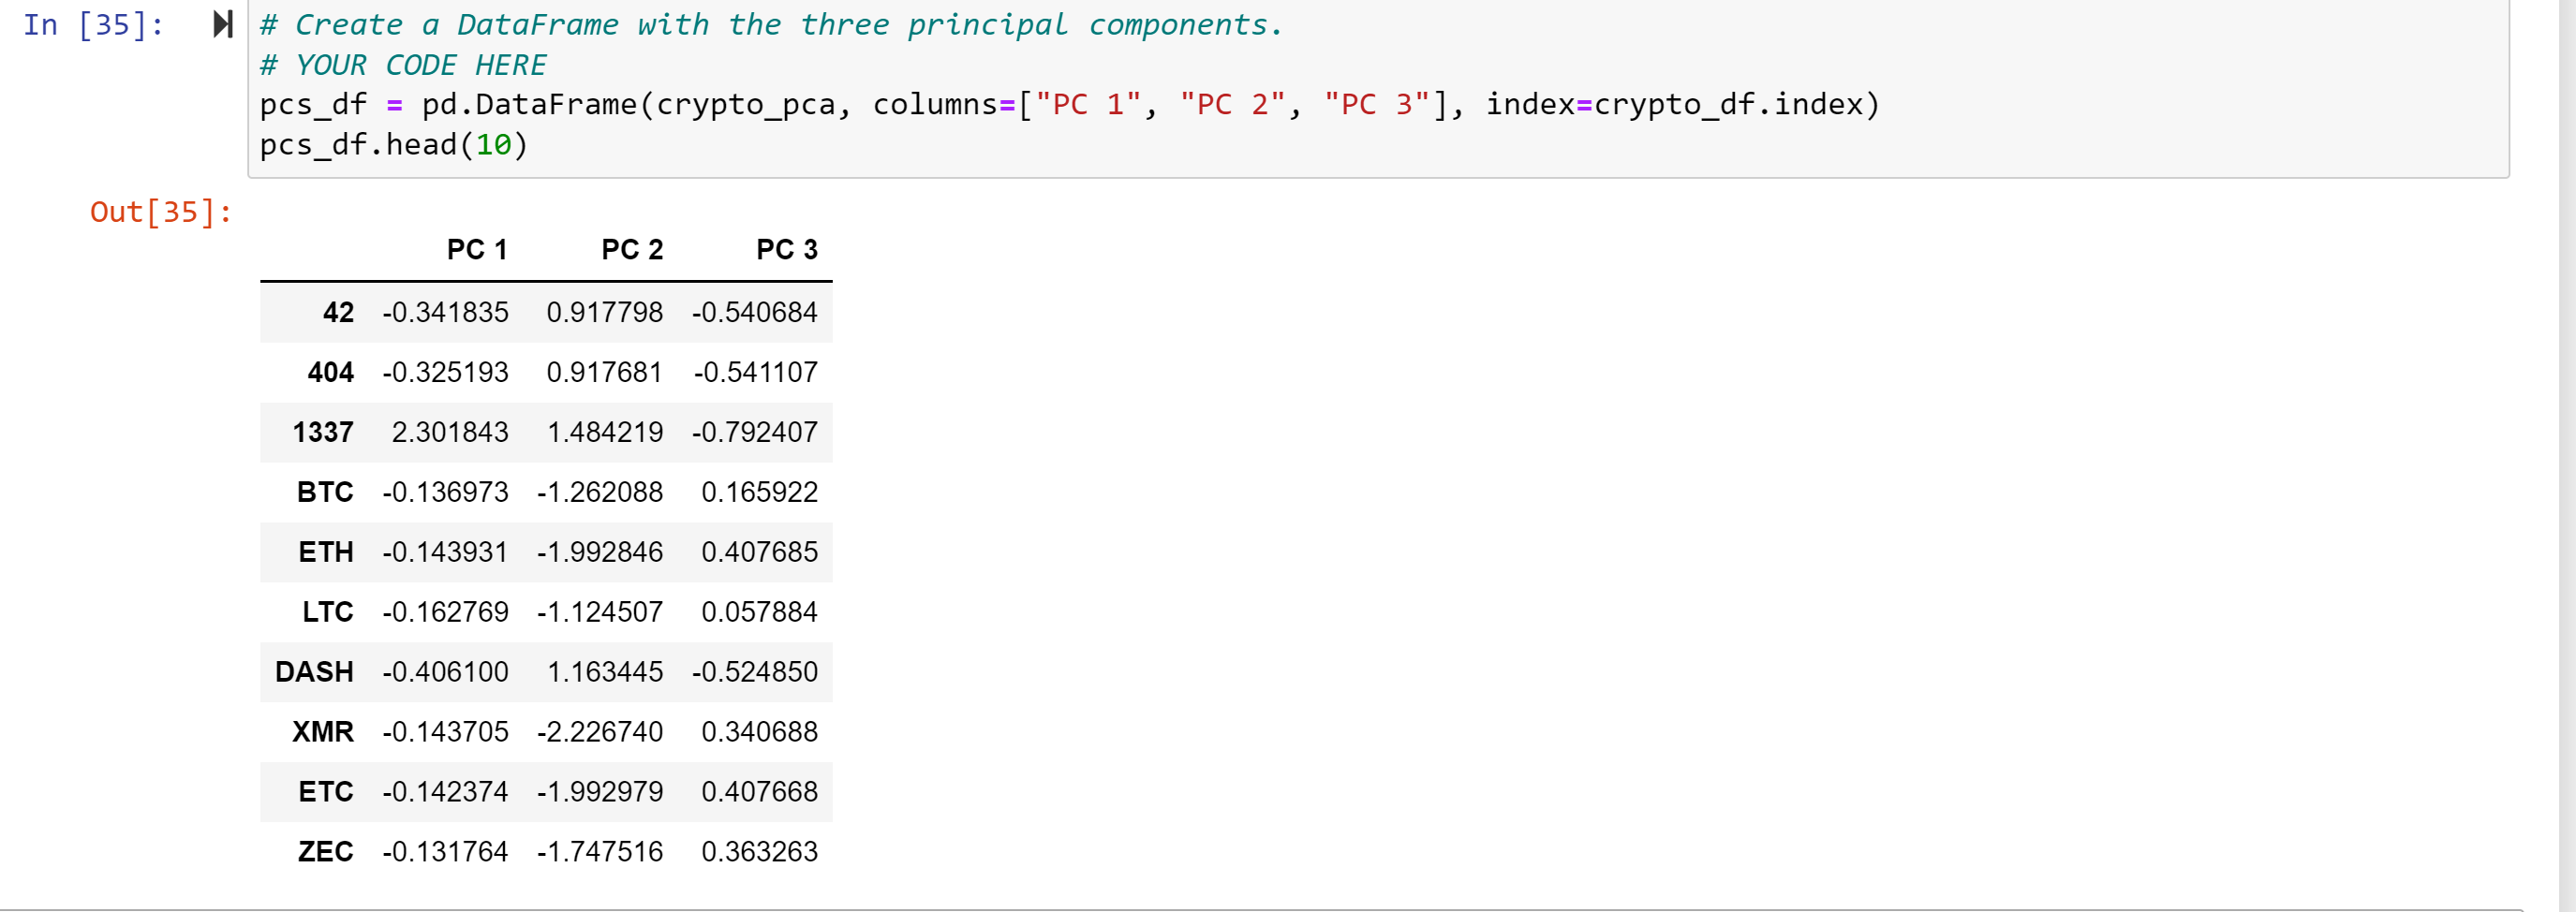 In [35]:
# Create a DataFrame with the three principal components.
# YOUR CODE HERE
pcs_df = pd.DataFrame(crypto_pca, columns=["PC 1", "PC 2", "PC 3"], index=crypto_df.index)
pcs_df.head(10)
Out[35]:
PC 1 PC 2 PC 3
42 -0.341835 0.917798 -0.540684
404 -0.325193 0.917681 -0.541107
1337 2.301843 1.484219 -0.792407
BTC -0.136973 -1.262088 0.165922
ETH -0.143931 -1.992846 0.407685
LTC -0.162769 -1.124507 0.057884
DASH -0.406100 1.163445 -0.524850
XMR -0.143705 -2.226740 0.340688
ETC -0.142374 -1.992979 0.407668
ZEC -0.131764 -1.747516 0.363263